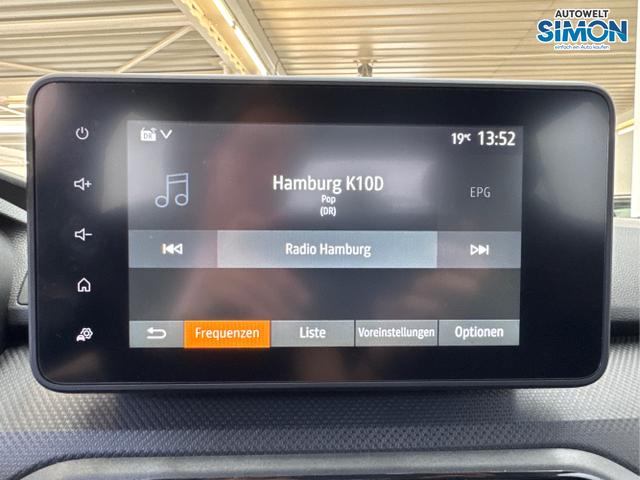 AUTOWELT
SIMON
einfach ein Auto kaufen
DR
19°C 13:52
Hamburg K10D
Pop
(DR)
EPG
Radio Hamburg
Frequenzen
Liste
Voreinstellungen
Optionen